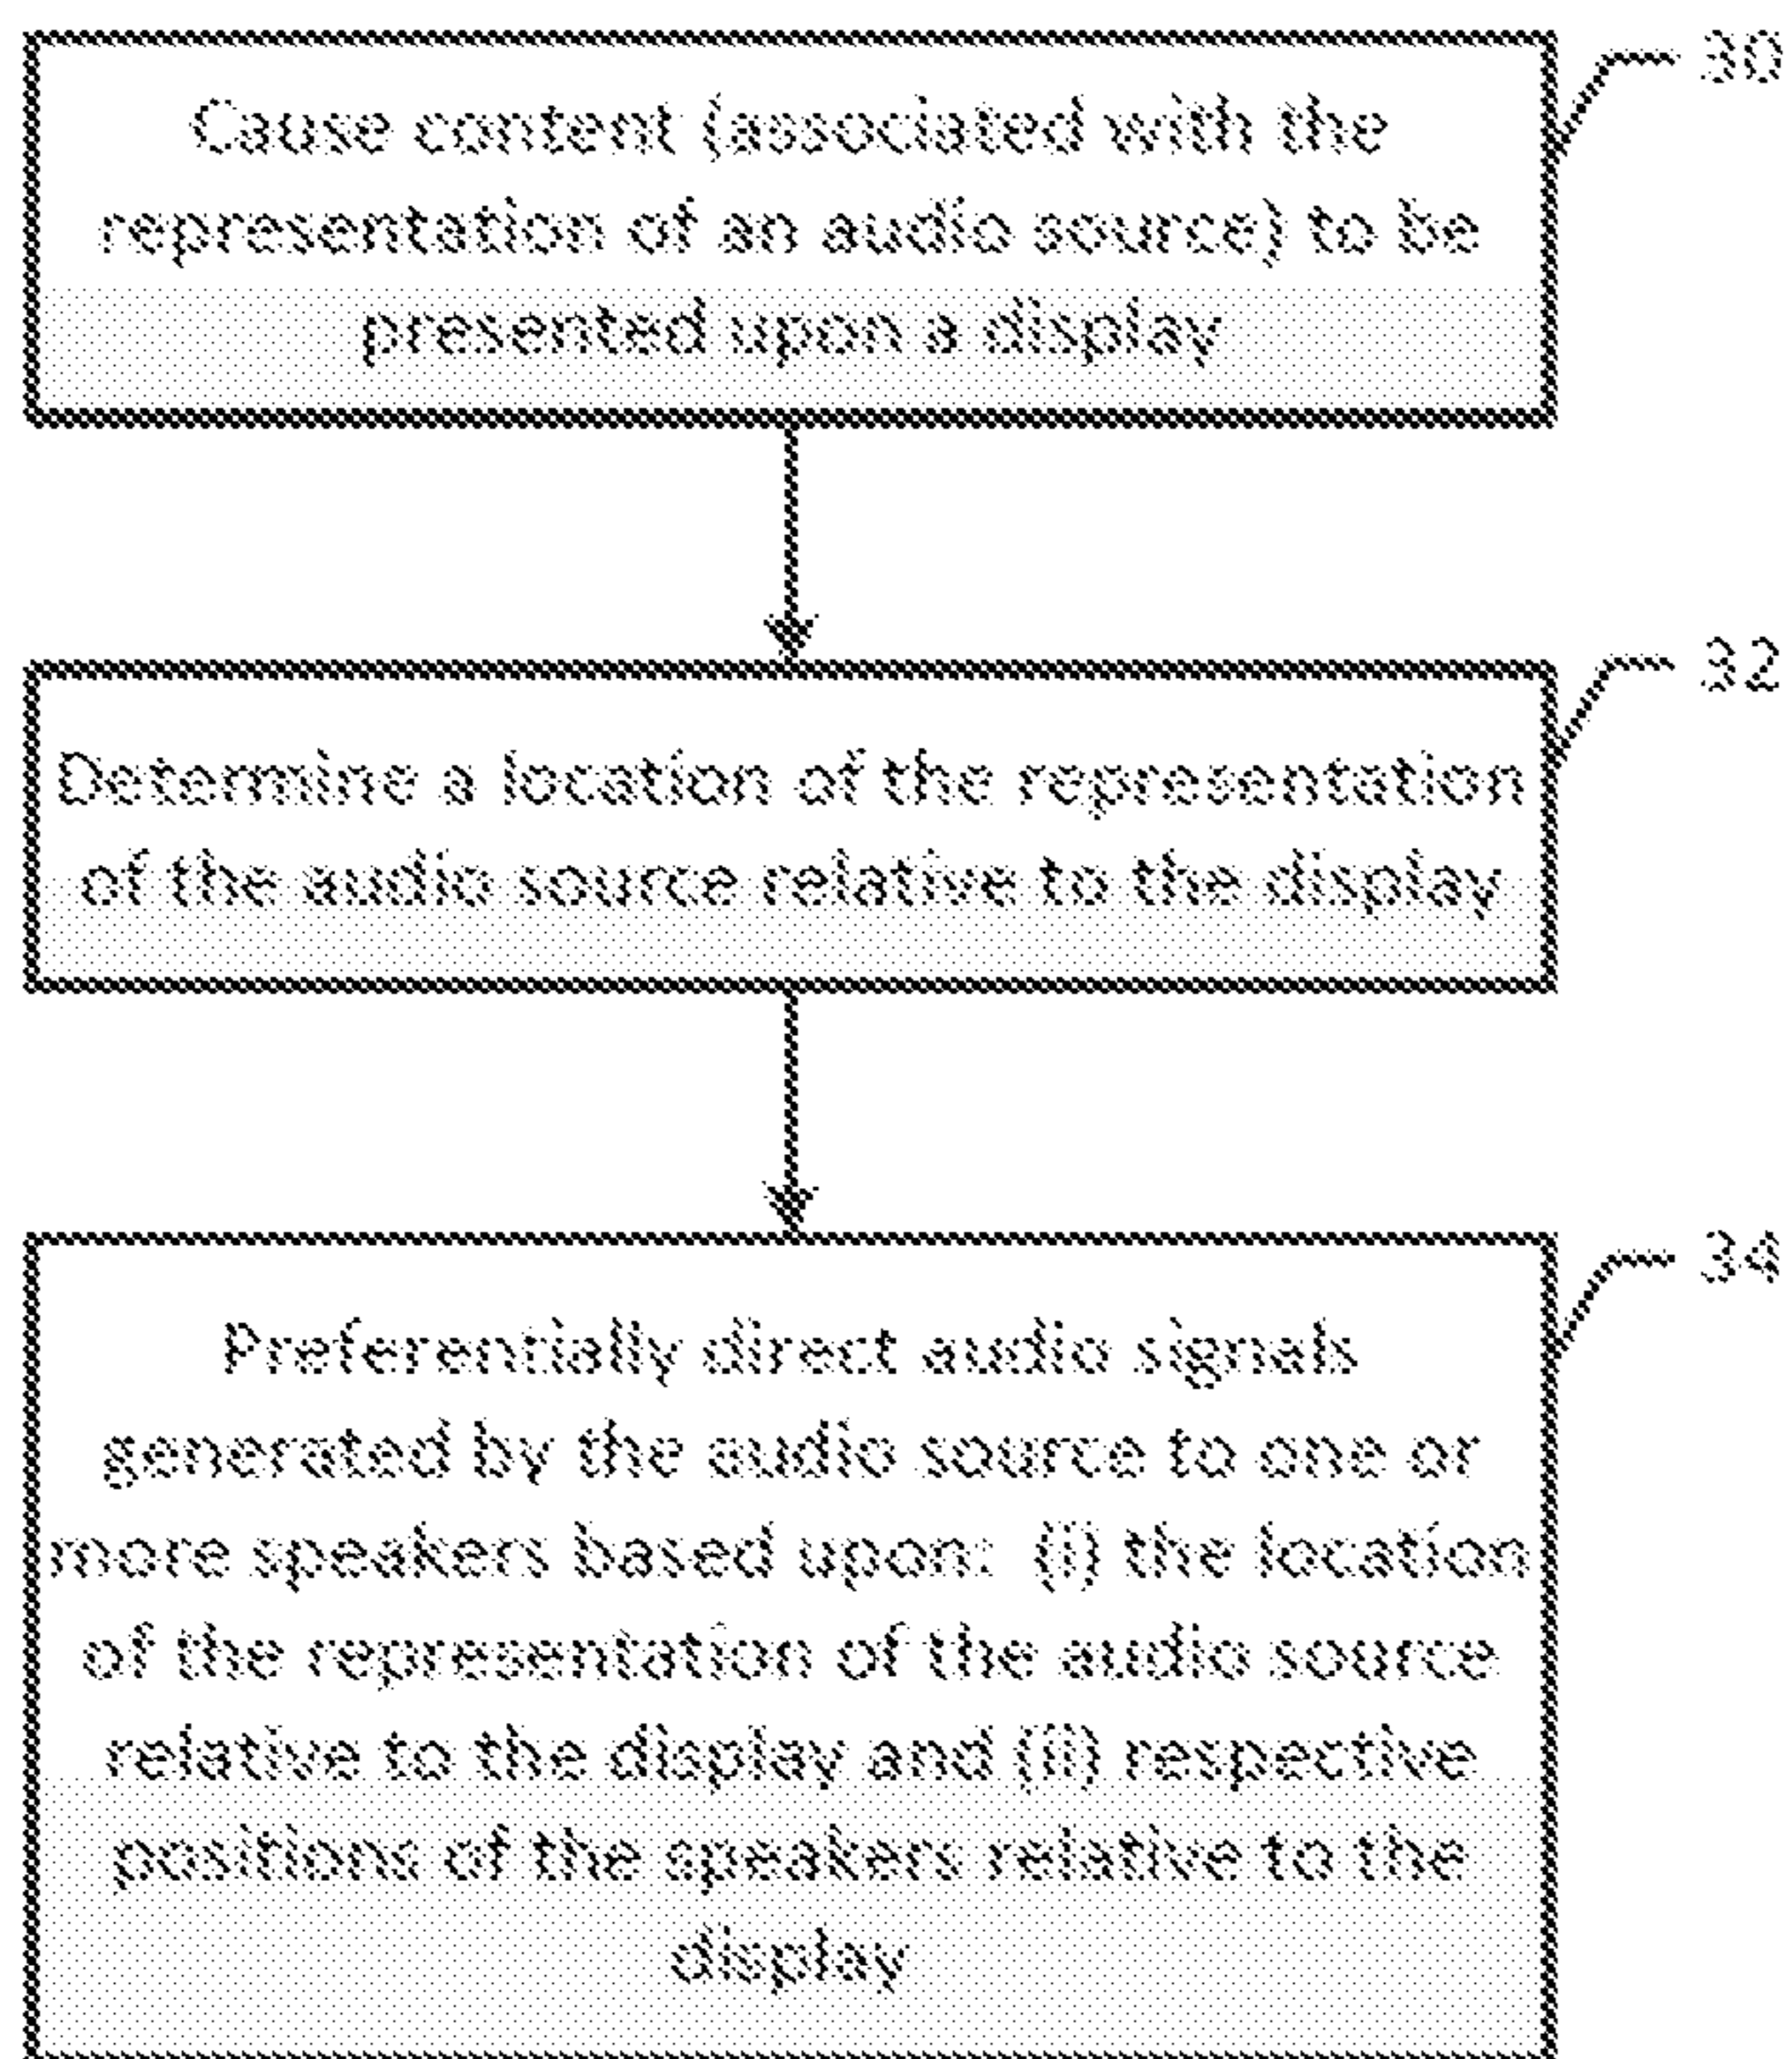 30
Cause content (associated with the
representation of an audio source) to be
presented upon a display
32
Determine a location of the representation
of the audio source relative to the display
34
Preferentially direct audio signals
generated by the audio source to one or
more speakers based upon: (i) the location
of the representation of the audio source
relative to the display and (ii) respective
positions of the speakers relative to the
display